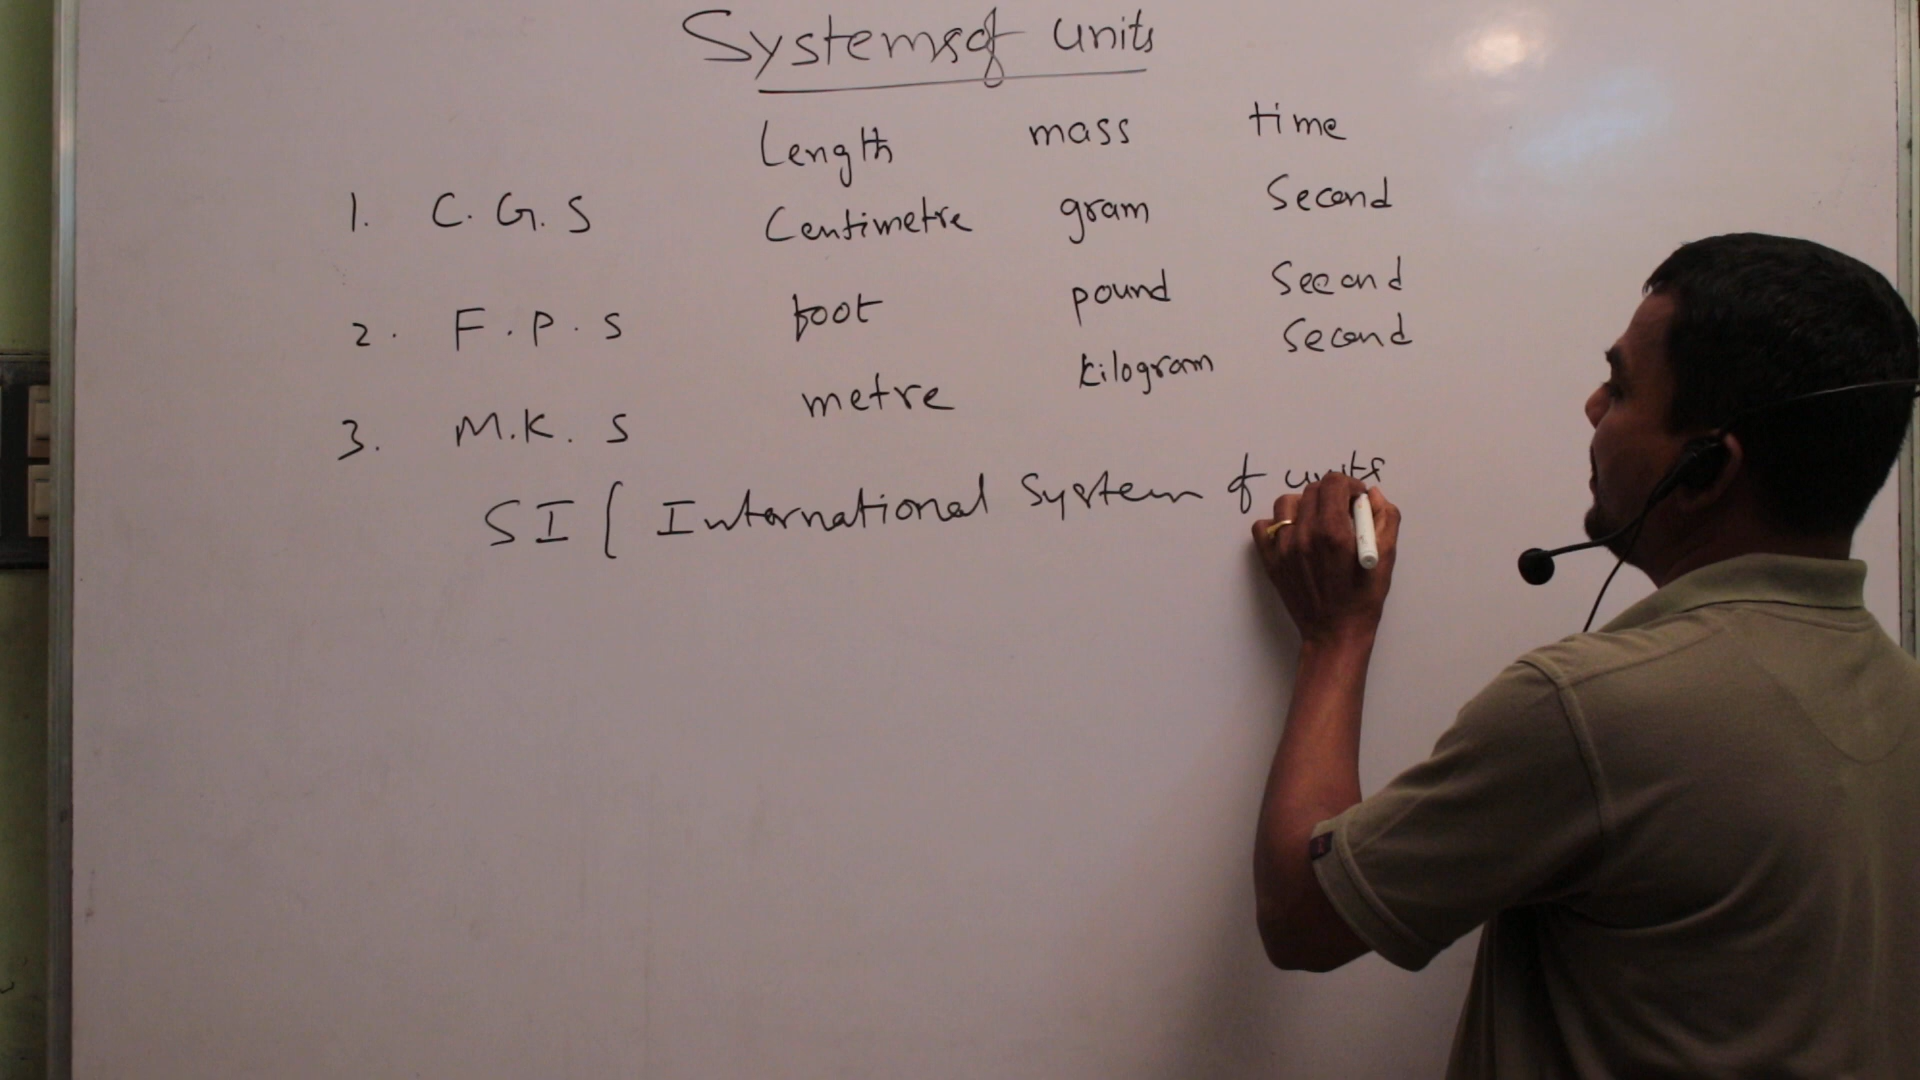 Systems of units
Length mass time
1. C. G. S Centimetre gram Second
2. F. P. S foot pound Second
3. M. K. S metre kilogram Second
SI ( International System of units